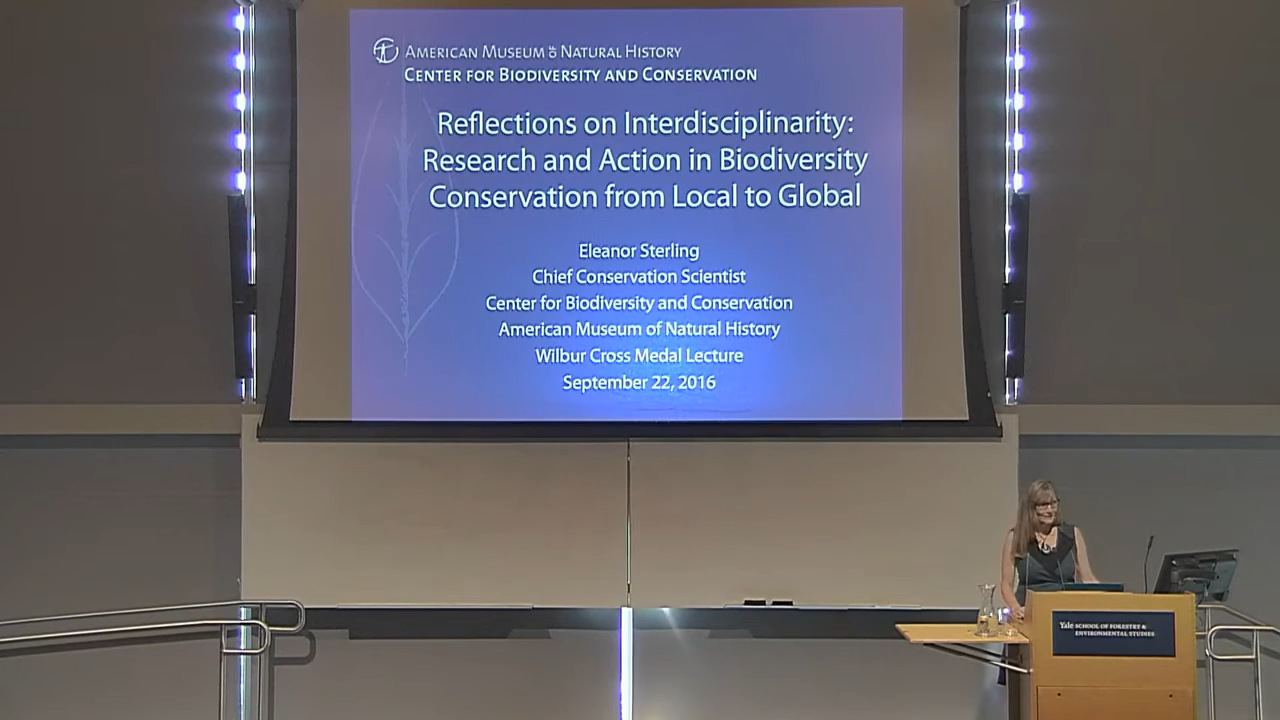 AMERICAN MUSEUM OF NATURAL HISTORY
CENTER FOR BIODIVERSITY AND CONSERVATION
Reflections on Interdisciplinarity:
Research and Action in Biodiversity
Conservation from Local to Global
Eleanor Sterling
Chief Conservation Scientist
Center for Biodiversity and Conservation
American Museum of Natural History
Wilbur Cross Medal Lecture
September 22, 2016
Yale SCHOOL OF FORESTRY &
ENVIRONMENTAL STUDIES